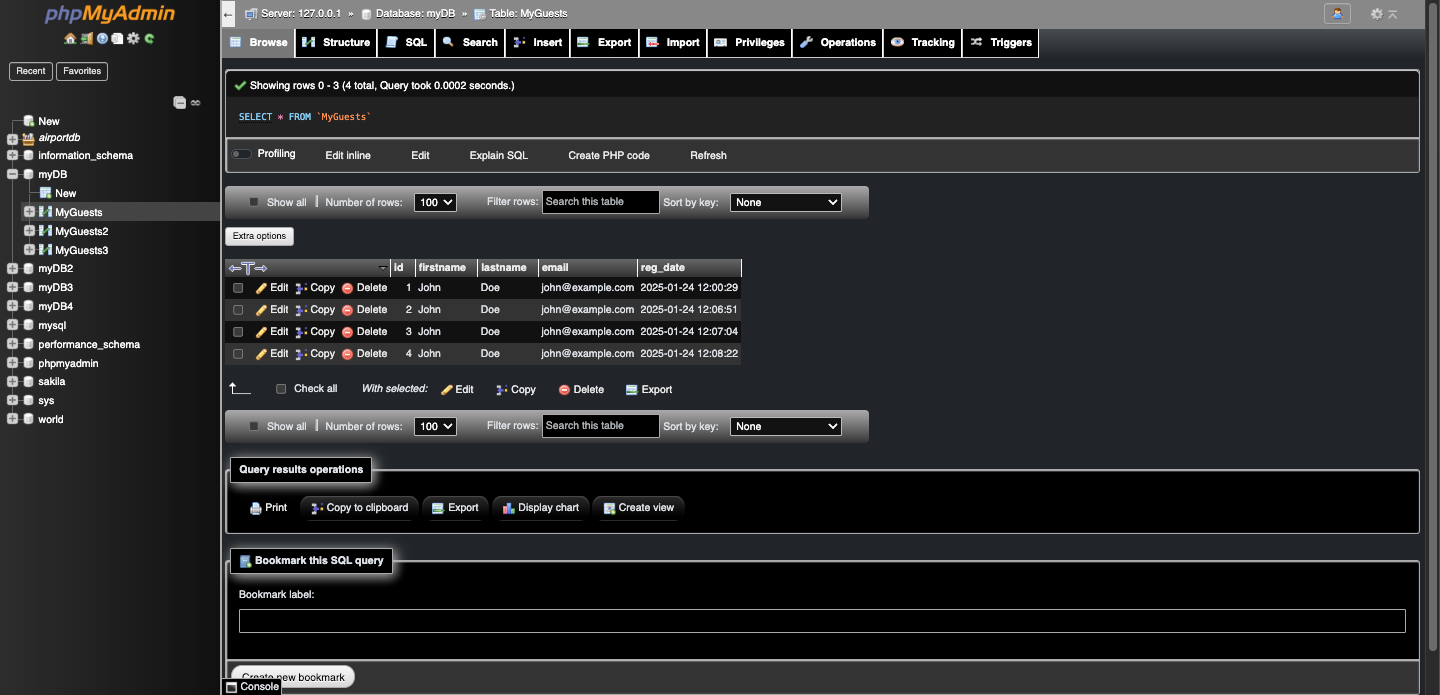 phpMyAdmin
Recent Favorites
New
airportdb
information_schema
myDB
New
MyGuests
MyGuests2
MyGuests3
myDB2
myDB3
myDB4
mysql
performance_schema
phpmyadmin
sakila
sys
world
Server: 127.0.0.1 » Database: myDB » Table: MyGuests
Browse Structure SQL Search Insert Export Import Privileges Operations Tracking Triggers
Showing rows 0 - 3 (4 total, Query took 0.0002 seconds.)
SELECT * FROM `MyGuests`
Profiling Edit inline Edit Explain SQL Create PHP code Refresh
Show all Number of rows: 100 Filter rows: Search this table Sort by key: None
Extra options
id firstname lastname email reg_date
Edit Copy Delete 1 John Doe john@example.com 2025-01-24 12:00:29
Edit Copy Delete 2 John Doe john@example.com 2025-01-24 12:06:51
Edit Copy Delete 3 John Doe john@example.com 2025-01-24 12:07:04
Edit Copy Delete 4 John Doe john@example.com 2025-01-24 12:08:22
Check all With selected: Edit Copy Delete Export
Show all Number of rows: 100 Filter rows: Search this table Sort by key: None
Query results operations
Print Copy to clipboard Export Display chart Create view
Bookmark this SQL query
Bookmark label:
Create new bookmark
Console